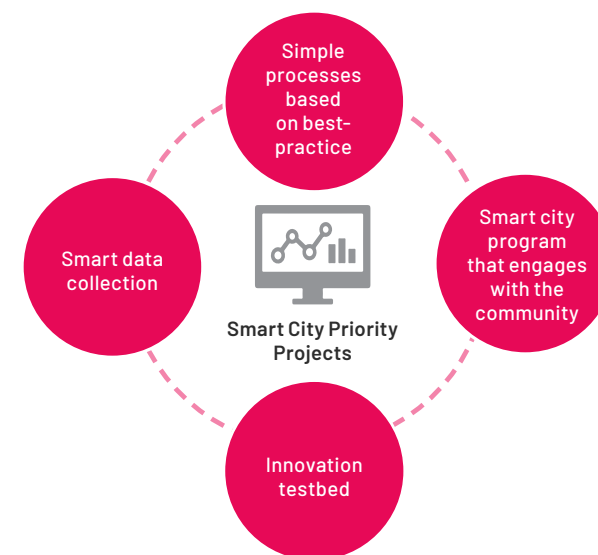 Simple
processes
based
on best-
practice
Smart data
collection
Smart city
program
that engages
with the
community
Smart City Priority
Projects
Innovation
testbed